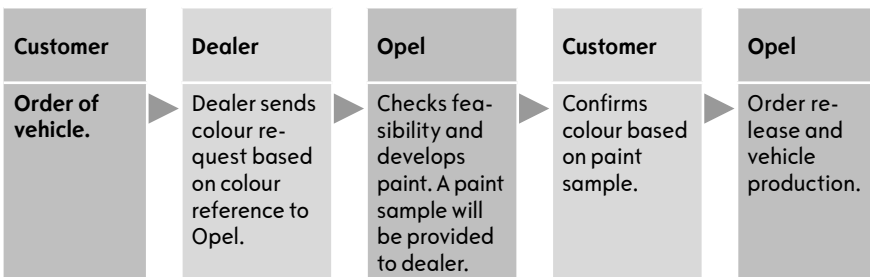 Customer
Order of
vehicle.
Dealer
Dealer sends
colour re-
quest based
on colour
reference to
Opel.
Opel
Checks fea-
sibility and
develops
paint. A paint
sample will
be provided
to dealer.
Customer
Confirms
colour based
on paint
sample.
Opel
Order re-
lease and
vehicle
production.